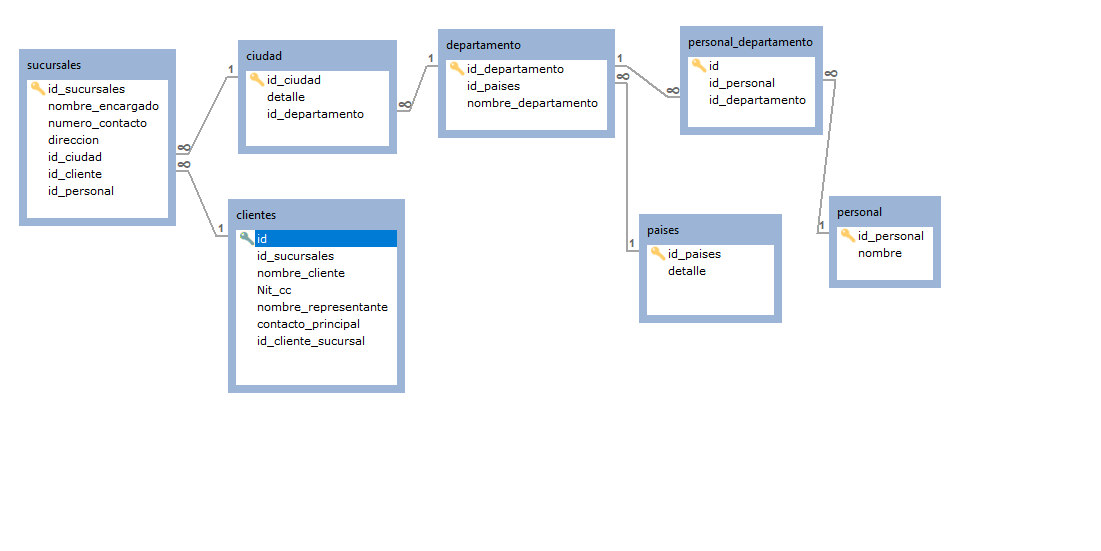 sucursales
id_sucursales
nombre_encargado
numero_contacto
direccion
id_ciudad
id_cliente
id_personal
ciudad
id_ciudad
detalle
id_departamento
departamento
id_departamento
id_paises
nombre_departamento
personal_departamento
id
id_personal
id_departamento
clientes
id
id_sucursales
nombre_cliente
Nit_cc
nombre_representante
contacto_principal
id_cliente_sucursal
paises
id_paises
detalle
personal
id_personal
nombre
1
∞
∞
1
1
∞
1
∞
∞
1
∞
1